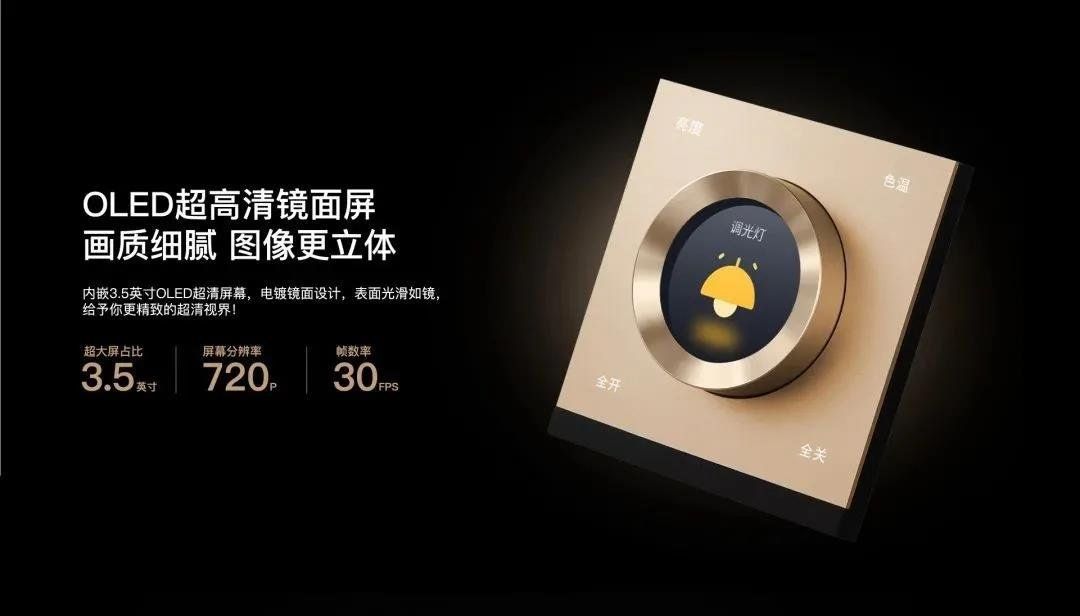 OLED超高清镜面屏
画质细腻 图像更立体
内嵌3.5英寸OLED超清屏幕，电镀镜面设计，表面光滑如镜，
给予你更精致的超清视界！
超大屏占比
3.5英寸
屏幕分辨率
720P
帧数率
30FPS
亮度
色温
调光灯
全开
全关